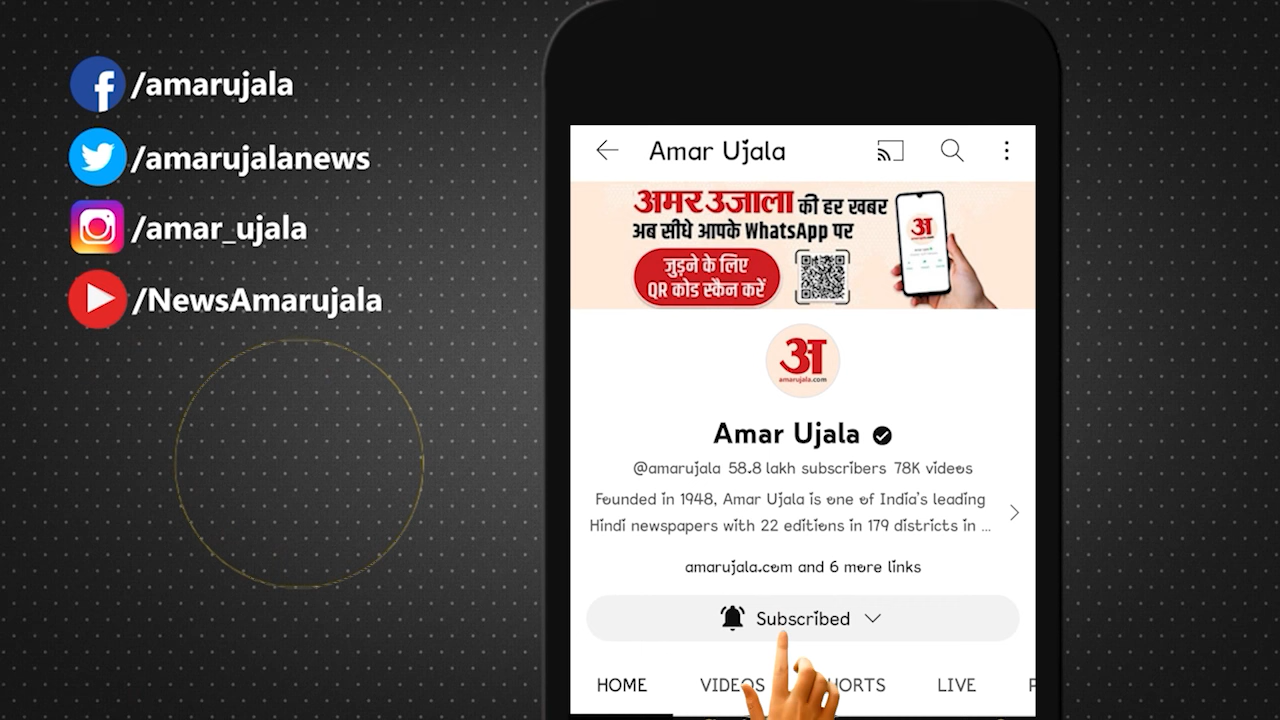 /amarujala
/amarujalanews
/amar_ujala
/NewsAmarujala
Amar Ujala
अमर उजाला की हर खबर
अब सीधे आपके WhatsApp पर
जुड़ने के लिए
QR कोड स्कैन करें
अ
अ
amarujala.com
Amar Ujala
@amarujala 58.8 lakh subscribers 78K videos
Founded in 1948, Amar Ujala is one of India's leading
Hindi newspapers with 22 editions in 179 districts in ...
amarujala.com and 6 more links
Subscribed
HOME VIDEOS HORTS LIVE